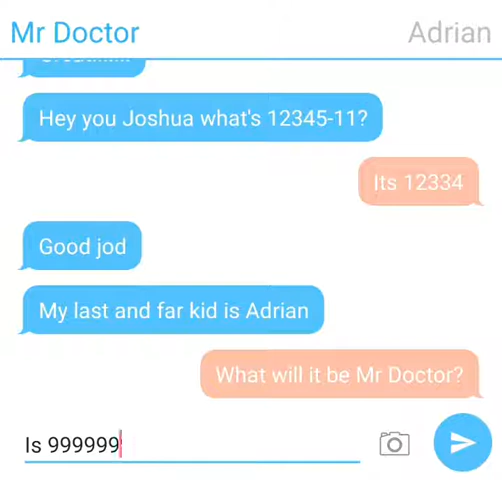 Mr Doctor Adrian
Hey you Joshua what's 12345-11?
Its 12334
Good jod
My last and far kid is Adrian
What will it be Mr Doctor?
Is 999999